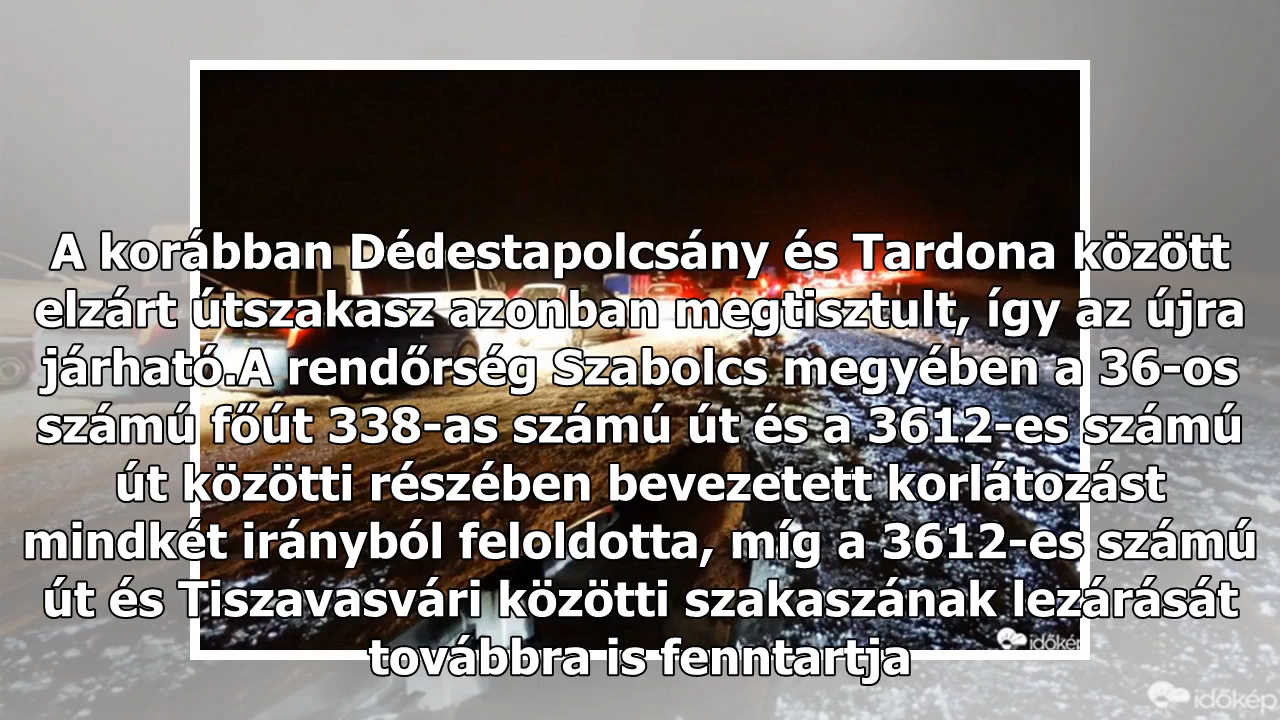 A korábban Dédestapolcsány és Tardona között
elzárt útszakasz azonban megtisztult, így az újra
járható.A rendőrség Szabolcs megyében a 36-os
számú főút 338-as számú út és a 3612-es számú
út közötti részében bevezetett korlátozást
mindkét irányból feloldotta, míg a 3612-es számú
út és Tiszavasvári közötti szakaszának lezárását
továbbra is fenntartja
időkép
időkép